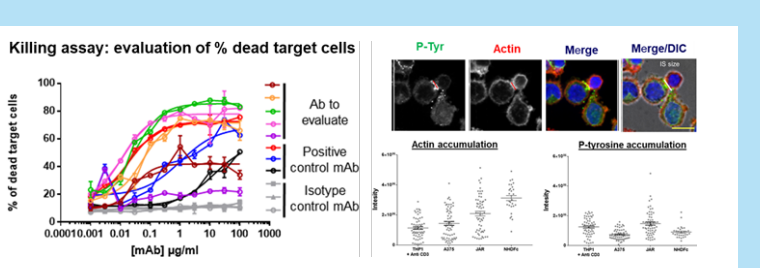 Killing assay: evaluation of % dead target cells
% of dead target cells
100
80
60
40
20
0
0.0001
0.001
0.01
0,1
1
10
100
1000
[mAb] µg/ml
Ab to
evaluate
Positive
control mAb
Isotype
control mAb
P-Tyr
Actin
Merge
Merge/DIC
IS size
Actin accumulation
Intensity
0
THP1
+ Anti CD3
A375
JAR
NHDFc
P-tyrosine accumulation
Intensity
0
THP1
+ Anti CD3
A375
JAR
NHDFc